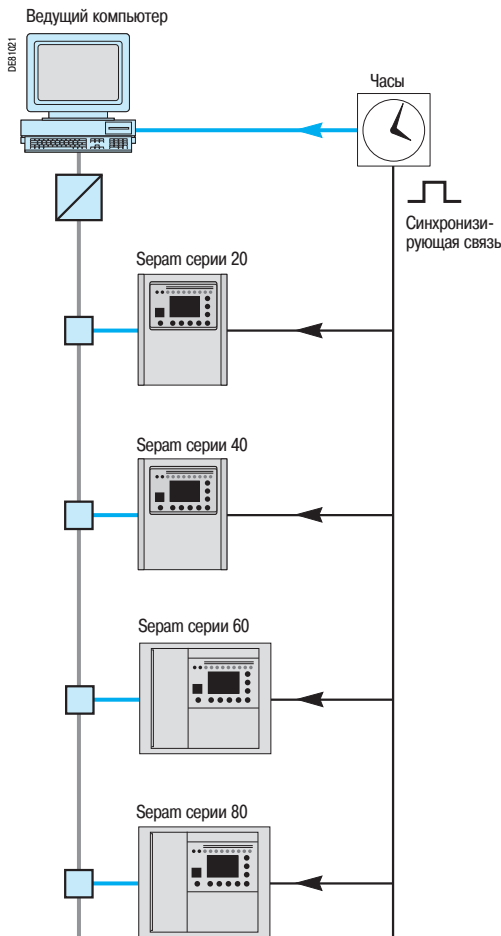 Ведущий компьютер
DE81021
Часы
Синхронизи-
рующая связь
Sepam серии 20
Sepam серии 40
Sepam серии 60
Sepam серии 80